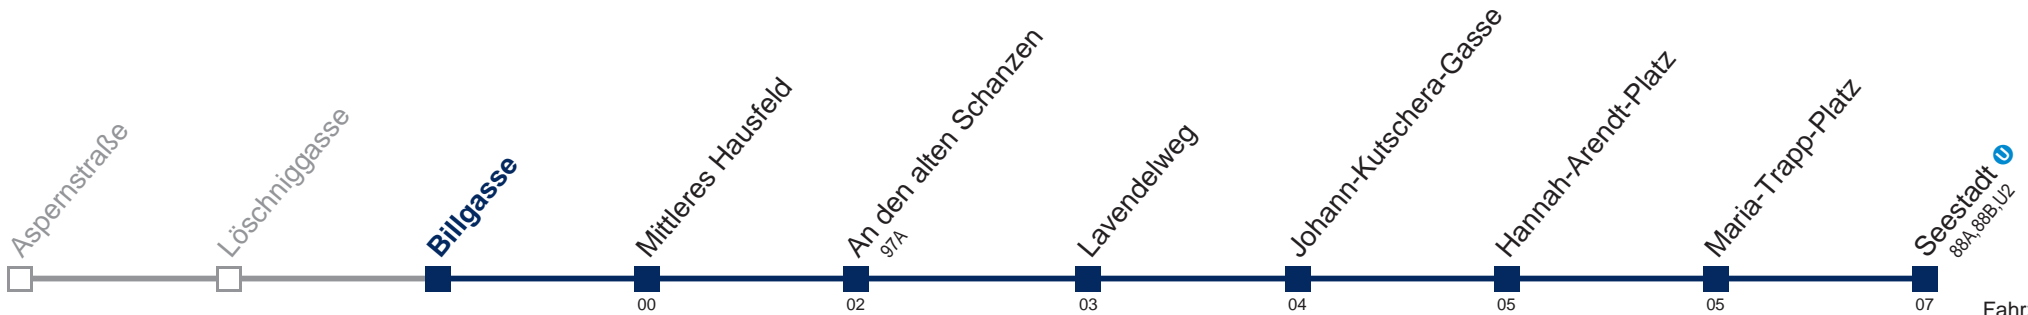 Aspernstraße
Löschniggasse
Billgasse
Mittleres Hausfeld
An den alten Schanzen
97A
Lavendelweg
Johann-Kutschera-Gasse
Hannah-Arendt-Platz
Maria-Trapp-Platz
Seestadt U
88A,88B,U2
00
02
03
04
05
05
07
Fahr